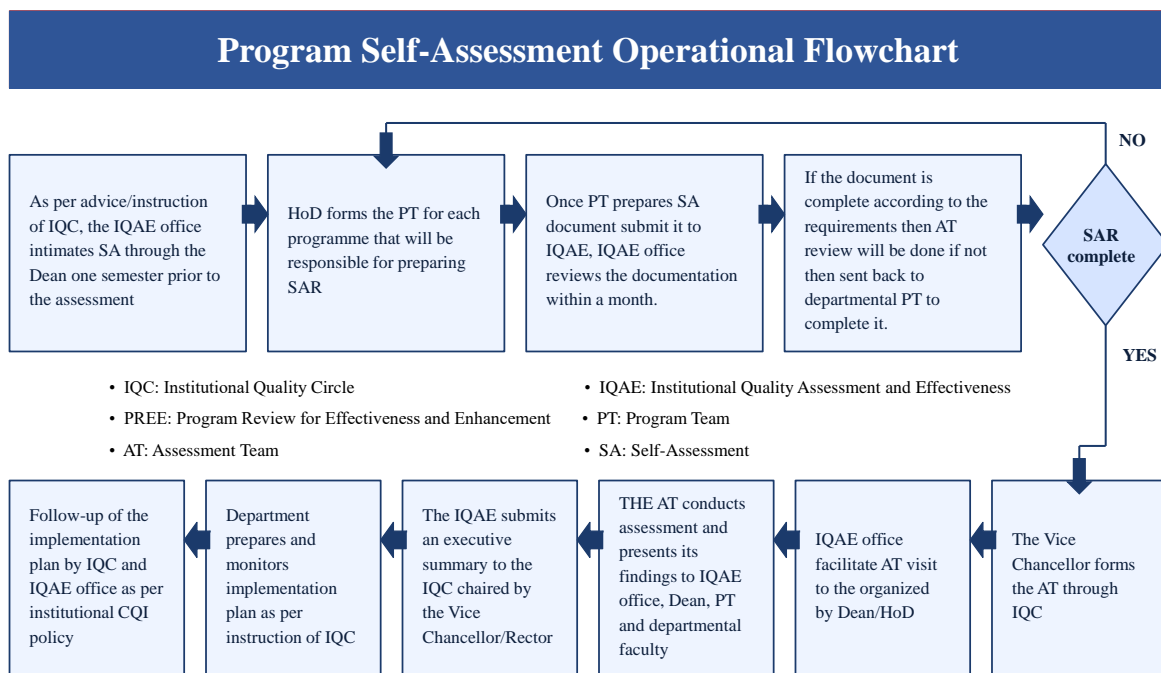 Program Self-Assessment Operational Flowchart
NO
As per advice/instruction
of IQC, the IQAE office
intimates SA through the
Dean one semester prior to
the assessment
HoD forms the PT for each
programme that will be
responsible for preparing
SAR
Once PT prepares SA
document submit it to
IQAE, IQAE office
reviews the documentation
within a month.
If the document is
complete according to the
requirements then AT
review will be done if not
then sent back to
departmental PT to
complete it.
SAR
complete
YES
• IQC: Institutional Quality Circle
• IQAE: Institutional Quality Assessment and Effectiveness
• PREE: Program Review for Effectiveness and Enhancement
• PT: Program Team
• AT: Assessment Team
• SA: Self-Assessment
Follow-up of the
implementation
plan by IQC and
IQAE office as per
institutional CQI
policy
Department
prepares and
monitors
implementation
plan as per
instruction of IQC
The IQAE submits
an executive
summary to the
IQC chaired by
the Vice
Chancellor/Rector
THE AT conducts
assessment and
presents its
findings to IQAE
office, Dean, PT
and departmental
faculty
IQAE office
facilitate AT visit
to the organized
by Dean/HoD
The Vice
Chancellor forms
the AT through
IQC